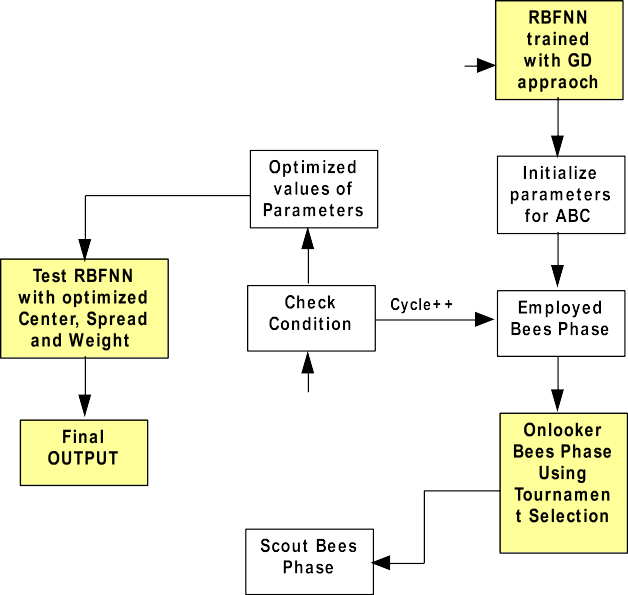 RBFNN
trained
with GD
appraoch
Initialize
parameters
for ABC
Employed
Bees Phase
Onlooker
Bees Phase
Using
Tournamen
t Selection
Scout Bees
Phase
Check
Condition
Cycle++
Optimized
values of
Parameters
Test RBFNN
with optimized
Center, Spread
and Weight
Final
OUTPUT